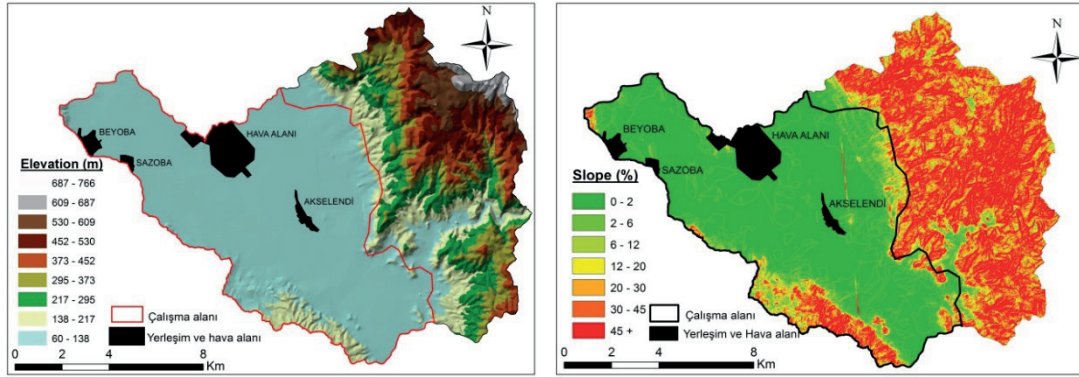 N
BEYOBA
SAZOBA
HAVA ALANI
AKSELENDİ
Elevation (m)
687 - 766
609 - 687
530 - 609
452 - 530
373 - 452
295 - 373
217 - 295
138 - 217
60 - 138
Çalışma alanı
Yerleşim ve hava alanı
0 2 4 8
Km
N
BEYOBA
SAZOBA
HAVA ALANI
AKSELENDİ
Slope (%)
0 - 2
2 - 6
6 - 12
12 - 20
20 - 30
30 - 45
45 +
Çalışma alanı
Yerleşim ve Hava alanı
0 2 4 8
Km